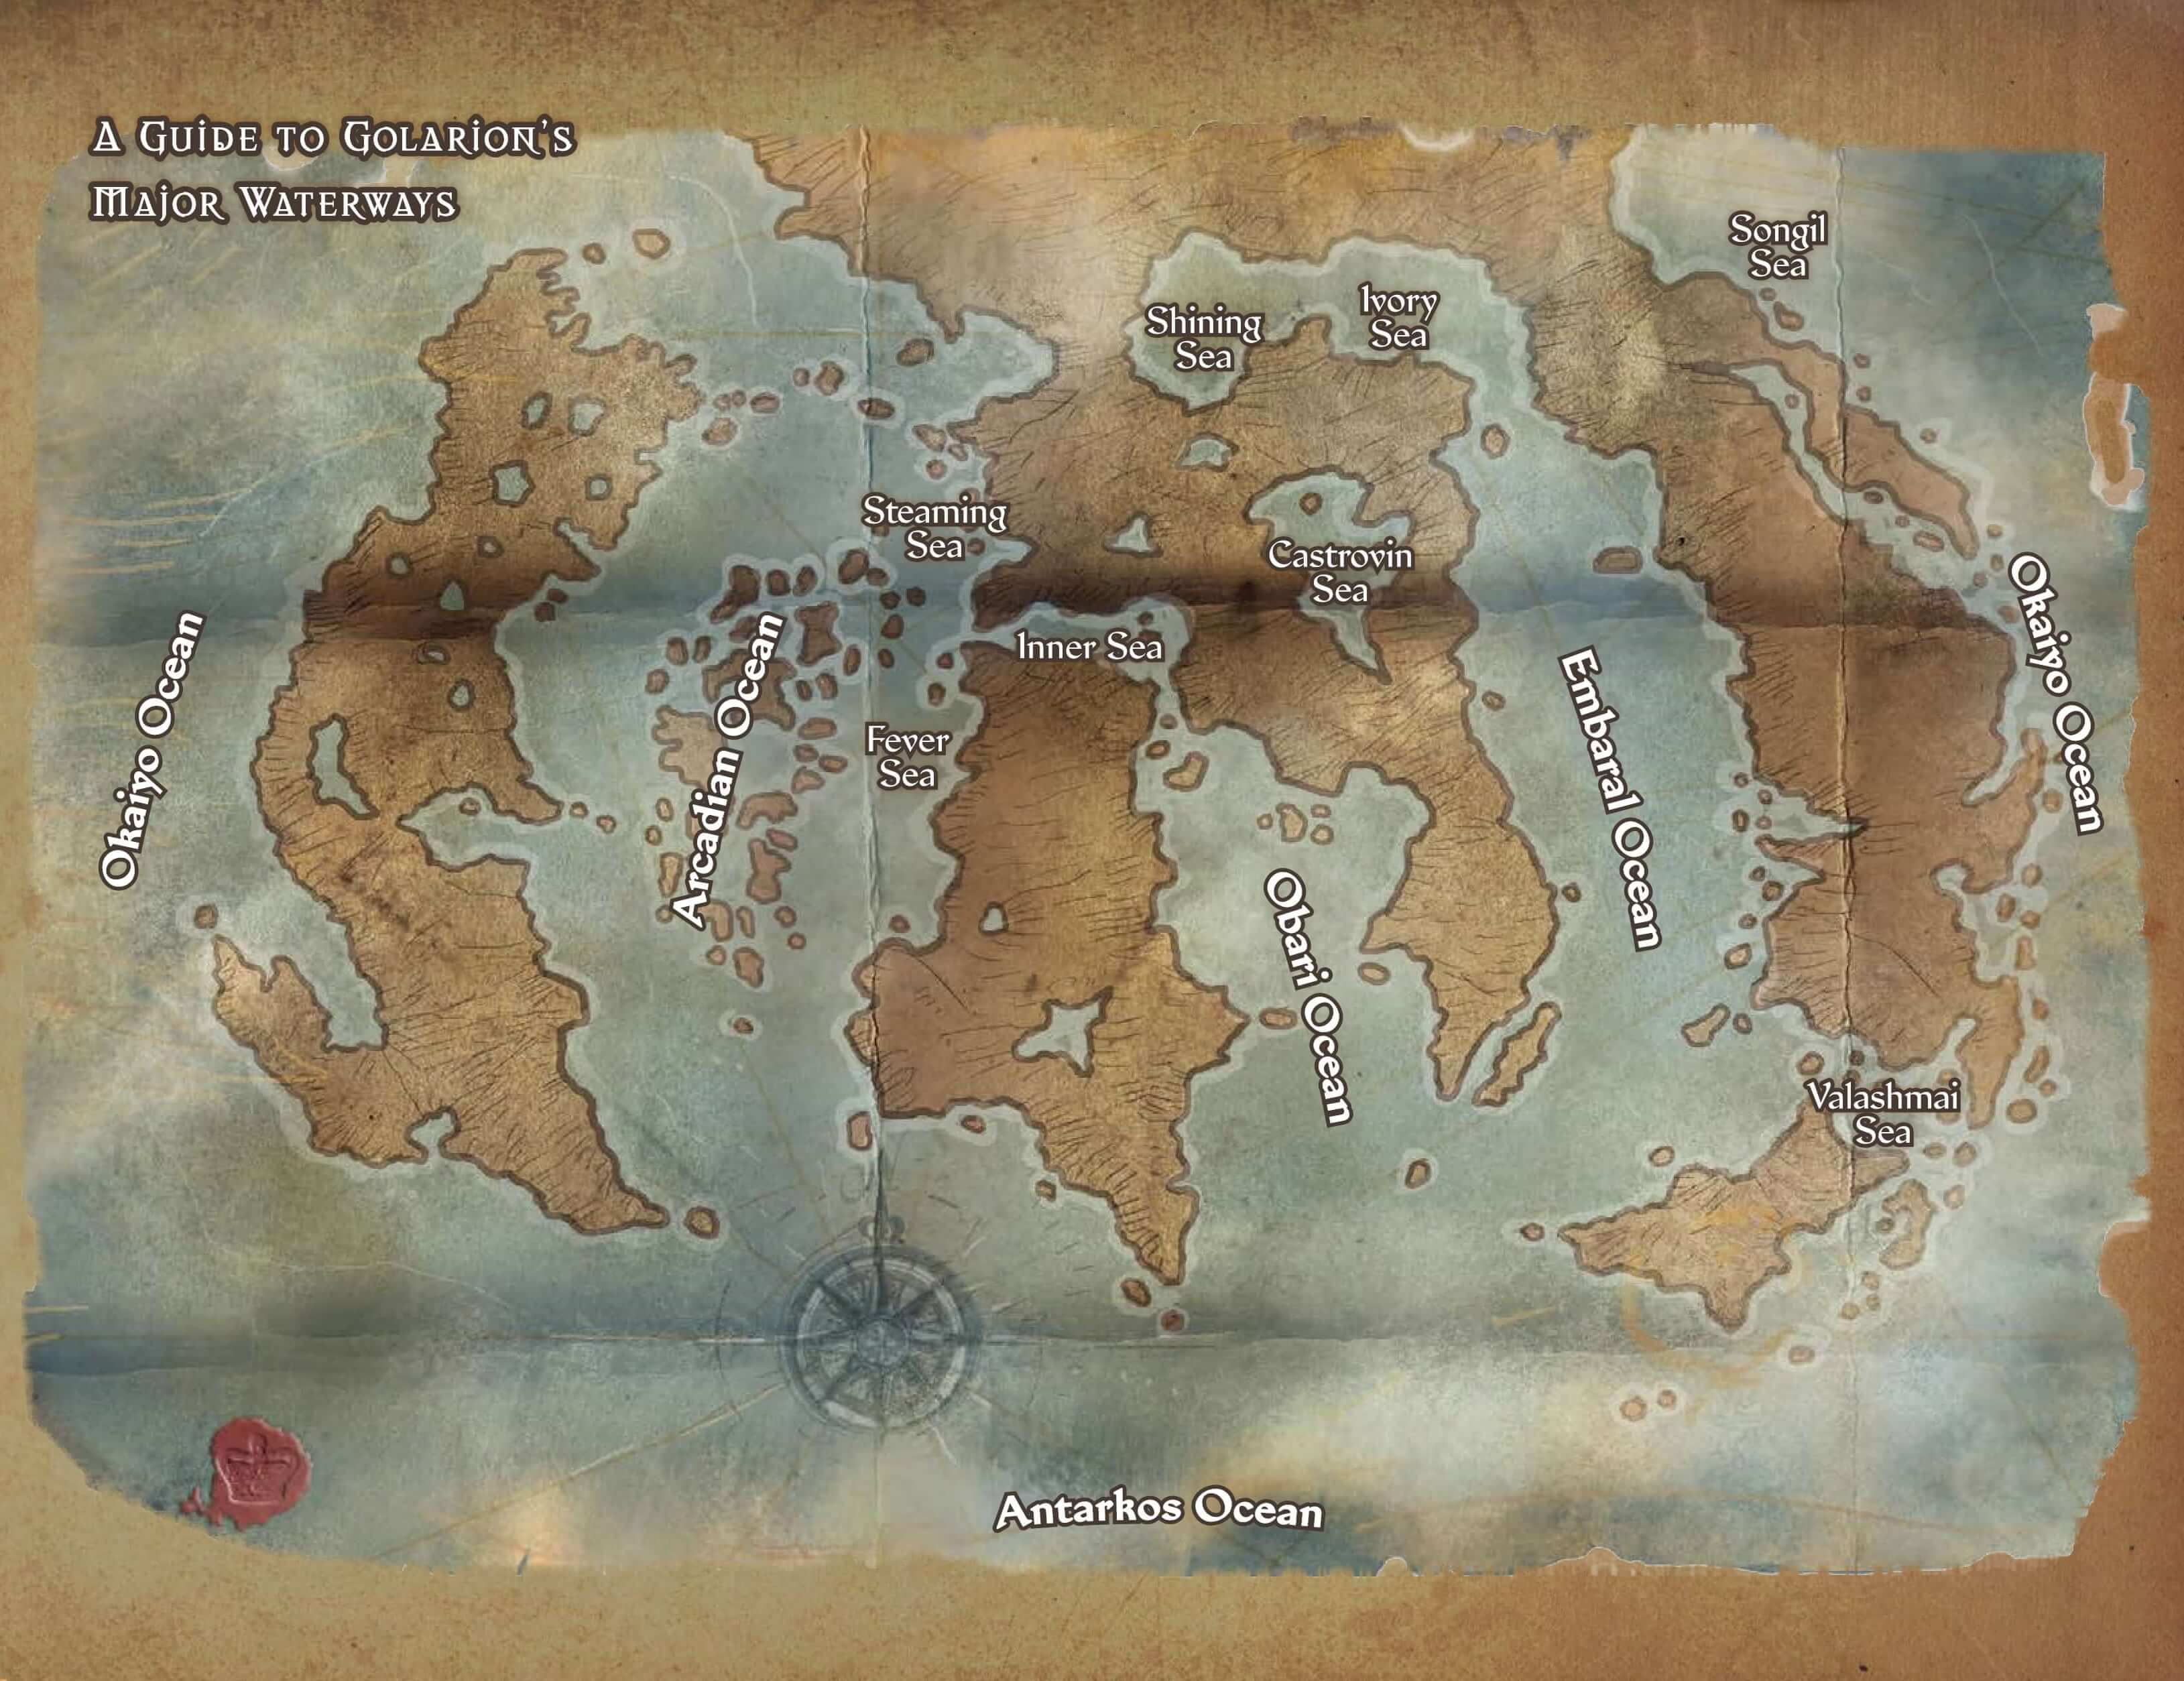 A Guide to Golarion's
Major Waterways
Songil
Sea
Ivory
Sea
Shining
Sea
Steaming
Sea
Castrovin
Sea
Inner Sea
Okaiyo Ocean
Arcadian Ocean
Fever
Sea
Embaral Ocean
Okaiyo Ocean
Obari Ocean
Valashmai
Sea
Antarkos Ocean